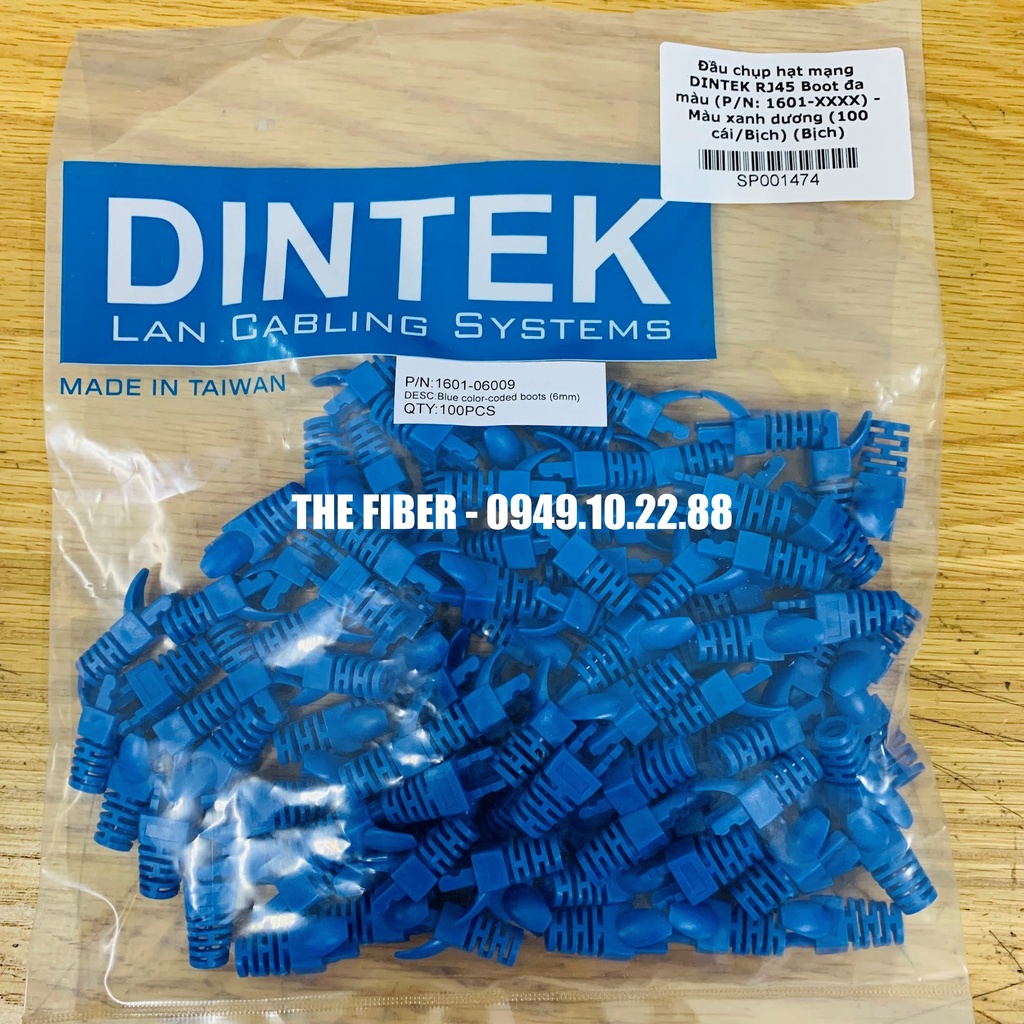 Đầu chụp hạt mạng
DINTEK RJ45 Boot đa
màu (P/N: 1601-XXXX) -
Màu xanh dương (100
cái/Bịch) (Bịch)
SP001474
DINTEK
LAN CABLING SYSTEMS
MADE IN TAIWAN
P/N:1601-06009
DESC:Blue color-coded boots (6mm)
QTY:100PCS
THE FIBER - 0949.10.22.88